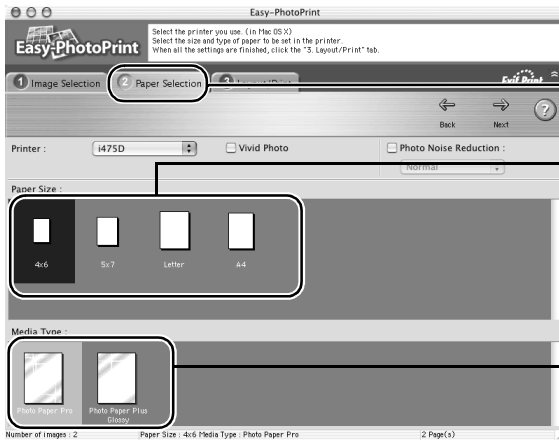 Easy-PhotoPrint
Easy-PhotoPrint
Select the printer you use. (in Mac OS X)
Select the size and type of paper to be set in the printer.
When all the settings are finished, click the "3. Layout/Print" tab.
1 Image Selection
2 Paper Selection
3 Layout/Print
Exif Print
Back
Next
?
Printer :
i475D
Vivid Photo
Photo Noise Reduction :
Normal
Paper Size :
4x6
5x7
Letter
A4
Media Type :
Photo Paper Pro
Photo Paper Plus
Glossy
Number of images : 2
Paper Size : 4x6 Media Type : Photo Paper Pro
2 Page(s)